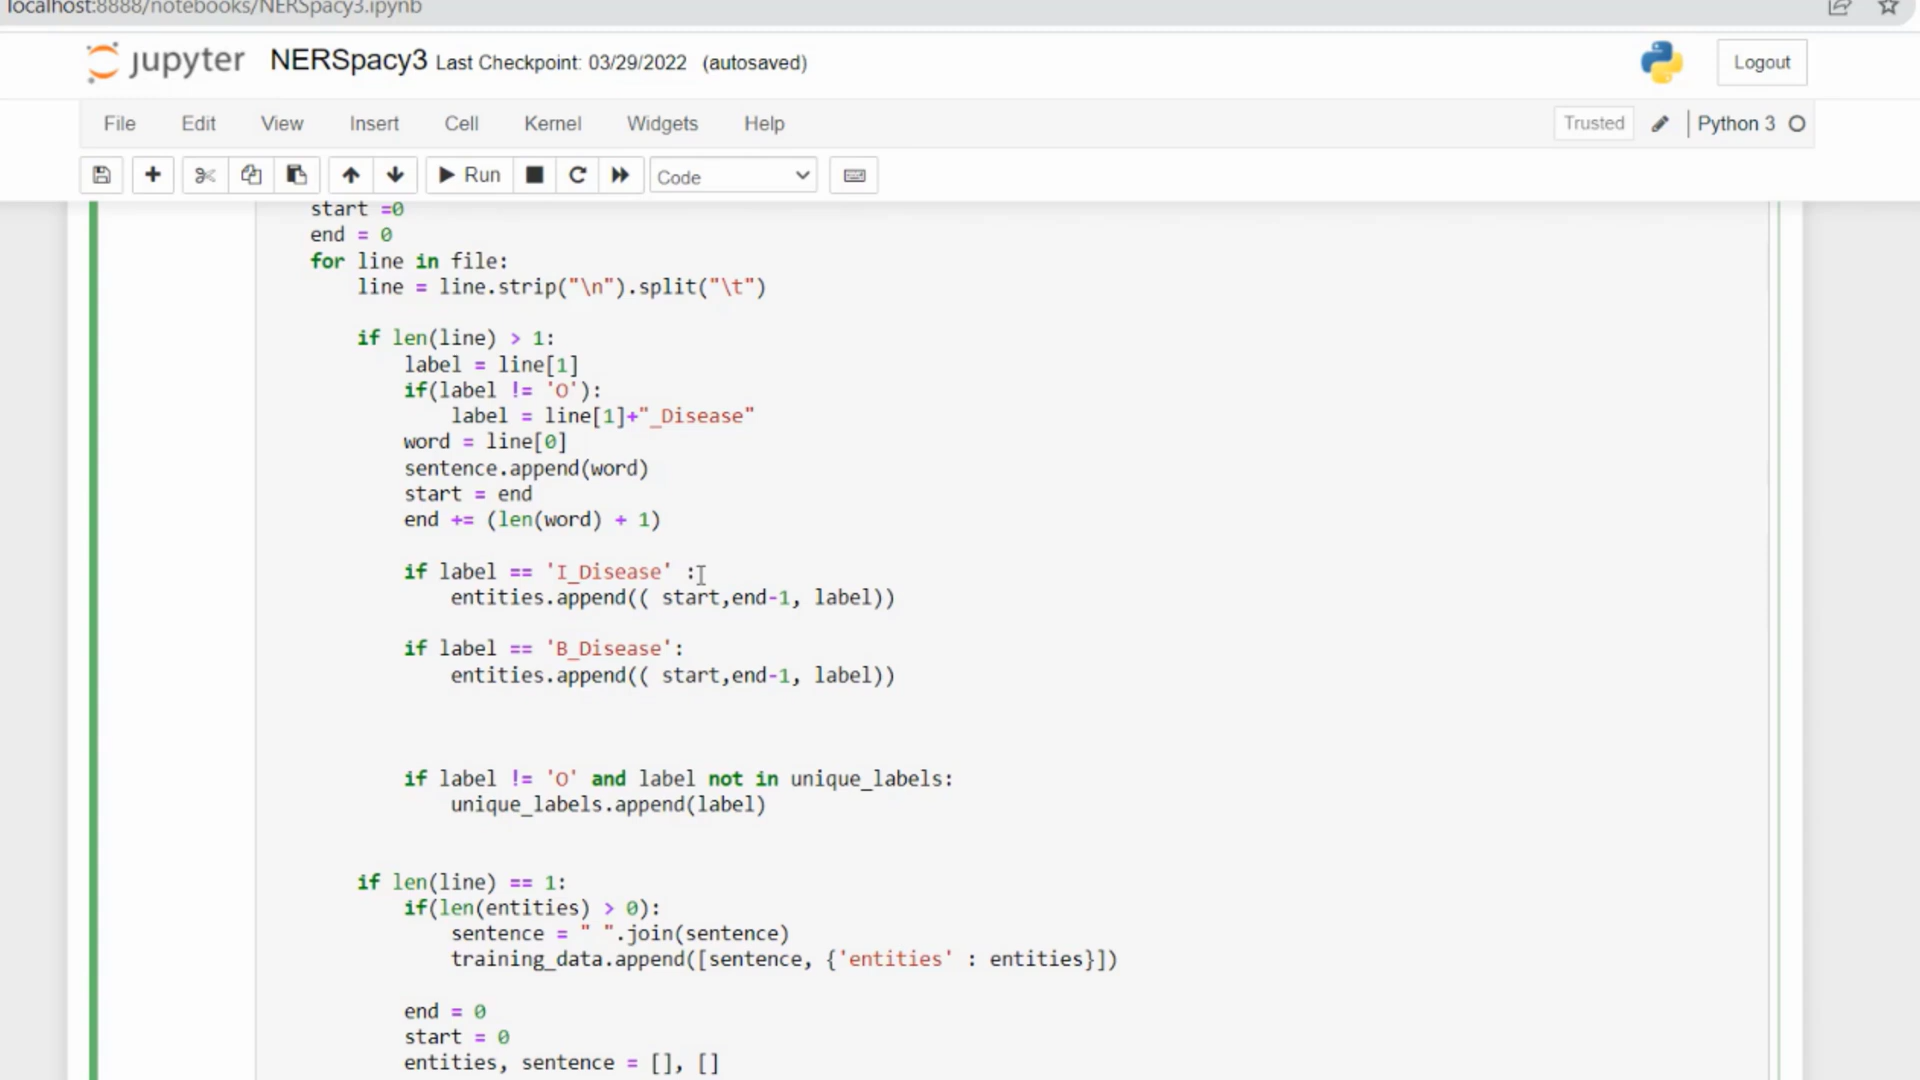 localhost:8888/notebooks/NERSpacy3.ipynb
jupyter NERSpacy3 Last Checkpoint: 03/29/2022 (autosaved)
Logout
File Edit View Insert Cell Kernel Widgets Help
Trusted Python 3
Run Code
start =0
end = 0
for line in file:
line = line.strip("\n").split("\t")
if len(line) > 1:
label = line[1]
if(label != 'O'):
label = line[1]+"_Disease"
word = line[0]
sentence.append(word)
start = end
end += (len(word) + 1)
if label == 'I_Disease' :
entities.append(( start,end-1, label))
if label == 'B_Disease':
entities.append(( start,end-1, label))
if label != 'O' and label not in unique_labels:
unique_labels.append(label)
if len(line) == 1:
if(len(entities) > 0):
sentence = " ".join(sentence)
training_data.append([sentence, {'entities' : entities}])
end = 0
start = 0
entities, sentence = [], []